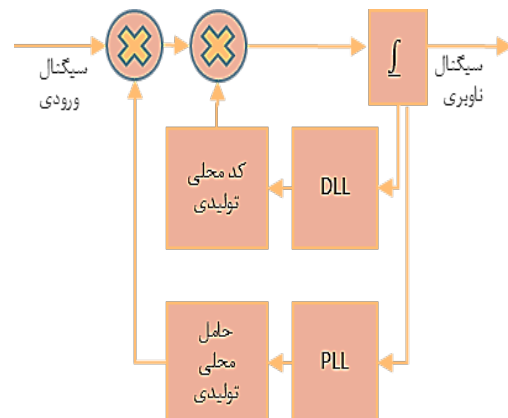 سیگنال
ورودی
∫
سیگنال
ناوبری
کد محلی
تولیدی
DLL
حامل
محلی
تولیدی
PLL